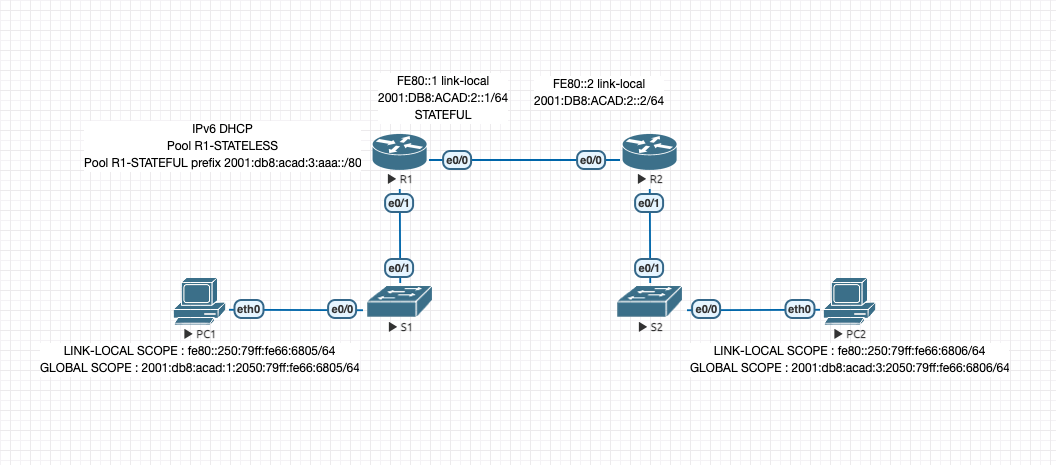 FE80::1 link-local
2001:DB8:ACAD:2::1/64
STATEFUL
FE80::2 link-local
2001:DB8:ACAD:2::2/64
IPv6 DHCP
Pool R1-STATELESS
Pool R1-STATEFUL prefix 2001:db8:acad:3:aaa::/80
e0/0
e0/0
R1
R2
e0/1
e0/1
e0/1
e0/1
eth0
e0/0
S1
e0/0
eth0
S2
PC1
PC2
LINK-LOCAL SCOPE : fe80::250:79ff:fe66:6805/64
GLOBAL SCOPE : 2001:db8:acad:1:2050:79ff:fe66:6805/64
LINK-LOCAL SCOPE : fe80::250:79ff:fe66:6806/64
GLOBAL SCOPE : 2001:db8:acad:3:2050:79ff:fe66:6806/64